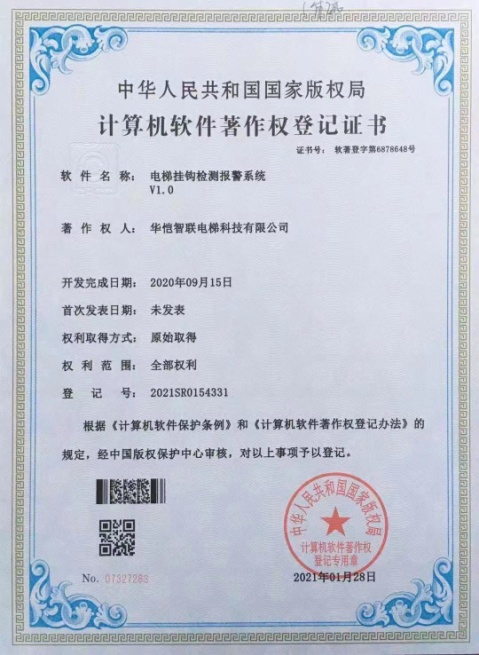 中华人民共和国国家版权局
计算机软件著作权登记证书
证书号： 软著登字第6878648号
软件名称： 电梯挂钩检测报警系统
V1.0
著作权人： 华恺智联电梯科技有限公司
开发完成日期： 2020年09月15日
首次发表日期： 未发表
权利取得方式： 原始取得
权利范围： 全部权利
登记号： 2021SR0154331
根据《计算机软件保护条例》和《计算机软件著作权登记办法》的
规定，经中国版权保护中心审核，对以上事项予以登记。
中华人民共和国国家版权局
计算机软件著作权
登记专用章
No. 07327283
2021年01月28日